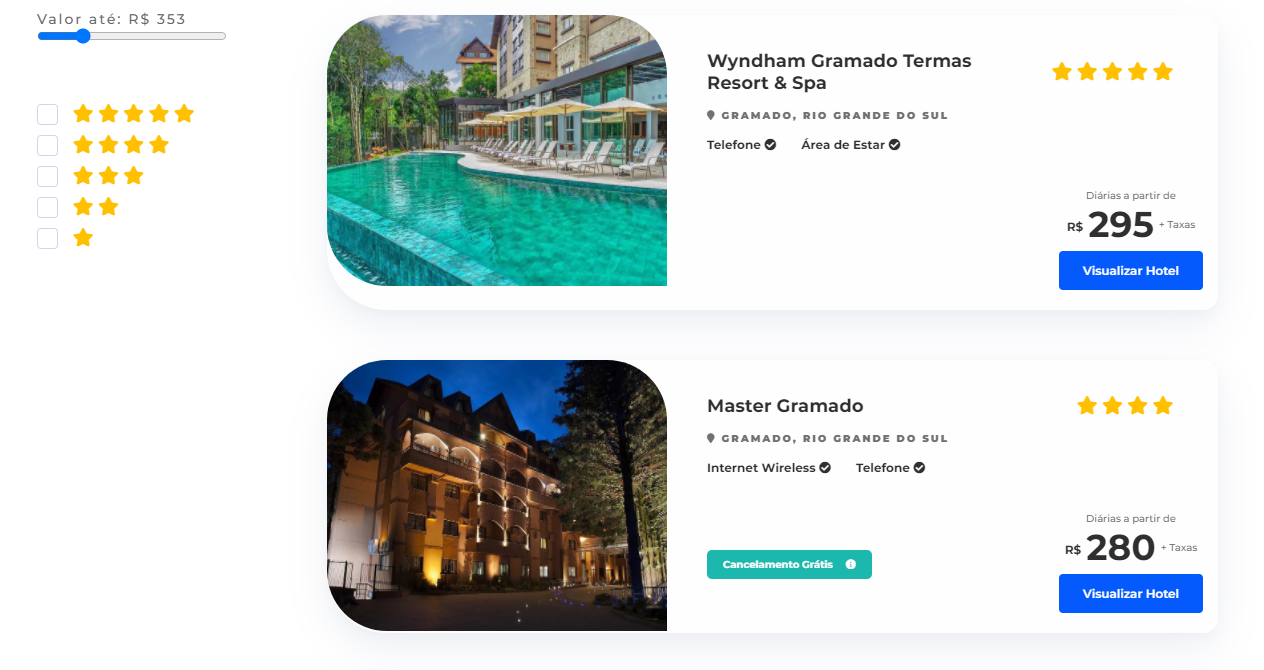 Valor até: R$ 353
Wyndham Gramado Termas
Resort & Spa
GRAMADO, RIO GRANDE DO SUL
Telefone Área de Estar
Diárias a partir de
R$ 295 + Taxas
Visualizar Hotel
Master Gramado
GRAMADO, RIO GRANDE DO SUL
Internet Wireless Telefone
Cancelamento Grátis
Diárias a partir de
R$ 280 + Taxas
Visualizar Hotel